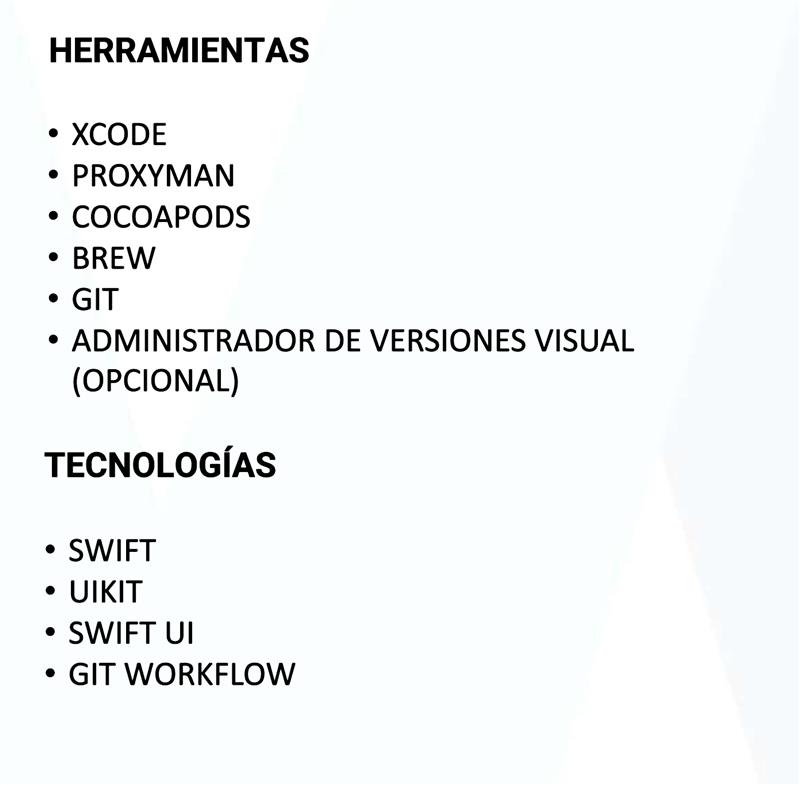 HERRAMIENTAS
• XCODE
• PROXYMAN
• COCOAPODS
• BREW
• GIT
• ADMINISTRADOR DE VERSIONES VISUAL
(OPCIONAL)
TECNOLOGÍAS
• SWIFT
• UIKIT
• SWIFT UI
• GIT WORKFLOW